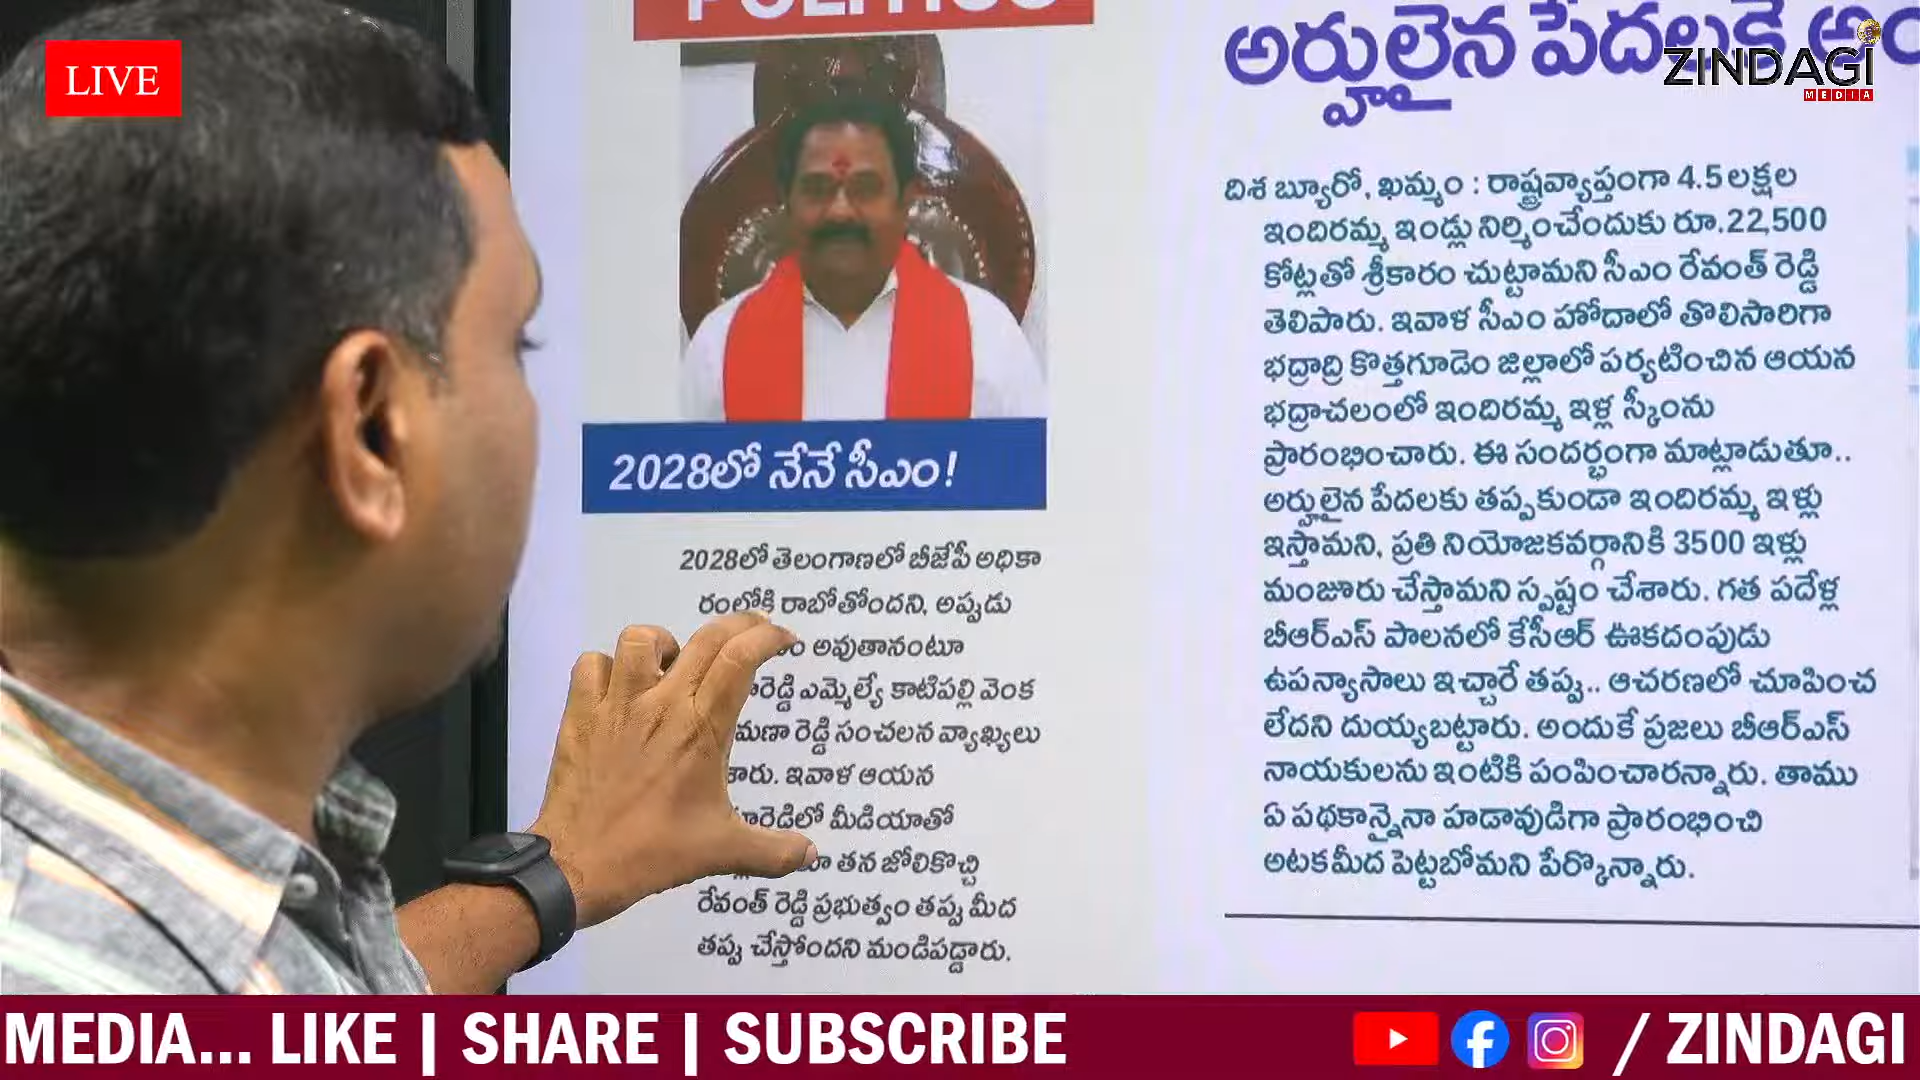 LIVE
POLITICS
2028లో నేనే సీఎం!
2028లో తెలంగాణలో బీజేపీ అధికా
రంలోకి రాబోతోందని, అప్పుడు
అవుతానంటూ
ఎమ్మెల్యే కాటిపల్లి వెంక
రెడ్డి సంచలన వ్యాఖ్యలు
ఇవాళ ఆయన
మీడియాతో
తన జోలికొచ్చి
రేవంత్ రెడ్డి ప్రభుత్వం తప్పు మీద
తప్పు చేస్తోందని మండిపడ్డారు.
అర్హులైన పేదలకే
ZINDAGI
MEDIA
దిశ బ్యూరో, ఖమ్మం : రాష్ట్రవ్యాప్తంగా 4.5 లక్షల
ఇందిరమ్మ ఇండ్లు నిర్మించేందుకు రూ.22,500
కోట్లతో శ్రీకారం చుట్టామని సీఎం రేవంత్ రెడ్డి
తెలిపారు. ఇవాళ సీఎం హోదాలో తొలిసారిగా
భద్రాద్రి కొత్తగూడెం జిల్లాలో పర్యటించిన ఆయన
భద్రాచలంలో ఇందిరమ్మ ఇళ్ల స్కీంను
ప్రారంభించారు. ఈ సందర్భంగా మాట్లాడుతూ..
అర్హులైన పేదలకు తప్పకుండా ఇందిరమ్మ ఇళ్లు
ఇస్తామని, ప్రతి నియోజకవర్గానికి 3500 ఇళ్లు
మంజూరు చేస్తామని స్పష్టం చేశారు. గత పదేళ్ల
బీఆర్ఎస్ పాలనలో కేసీఆర్ ఊకదంపుడు
ఉపన్యాసాలు ఇచ్చారే తప్ప.. ఆచరణలో చూపించ
లేదని దుయ్యబట్టారు. అందుకే ప్రజలు బీఆర్ఎస్
నాయకులను ఇంటికి పంపించారన్నారు. తాము
ఏ పథకాన్నైనా హడావుడిగా ప్రారంభించి
అటకమీద పెట్టబోమని పేర్కొన్నారు.
MEDIA... LIKE | SHARE | SUBSCRIBE
/ ZINDAGI